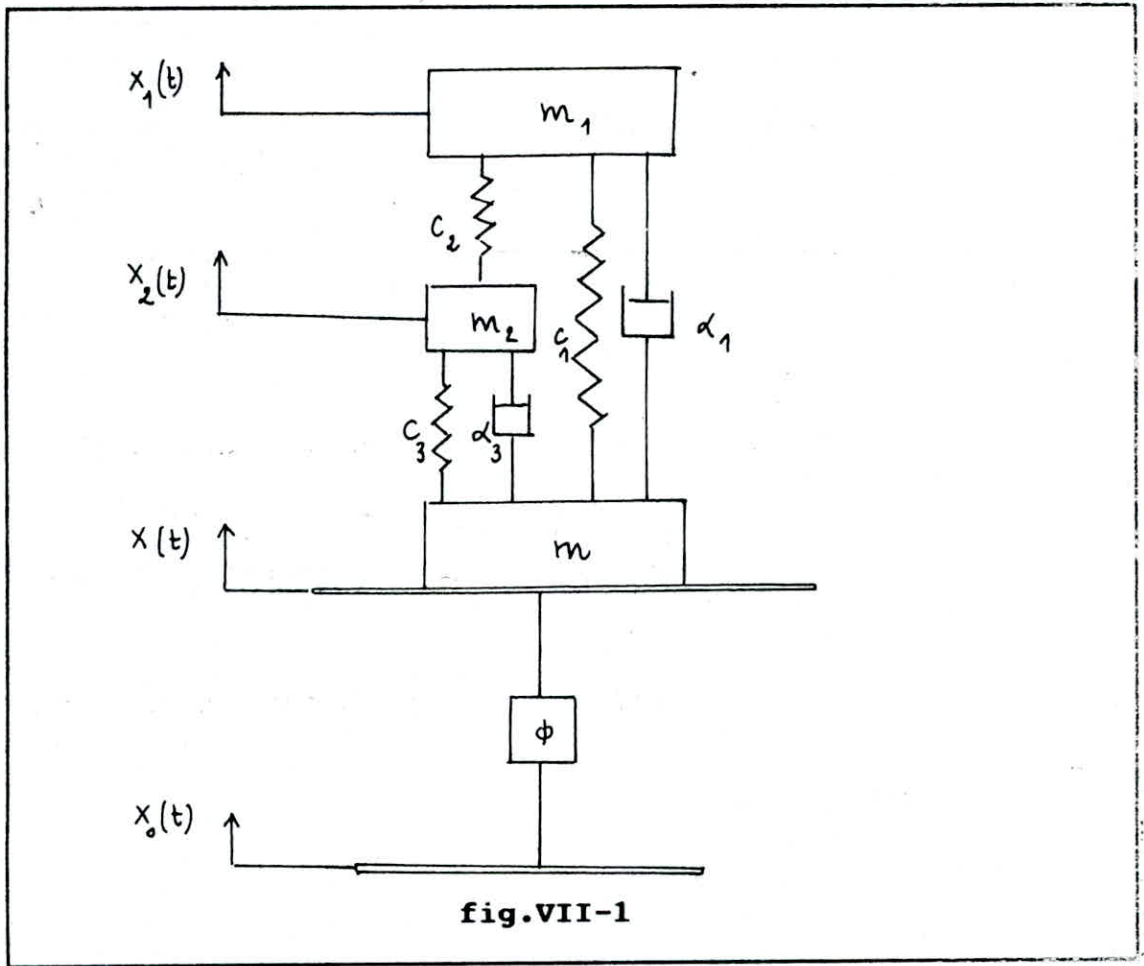 X₁(t)
m₁
C₂
X₂(t)
m₂
C₁
α₁
C₃
α₃
X(t)
m
ϕ
X₀(t)
fig.VII-1